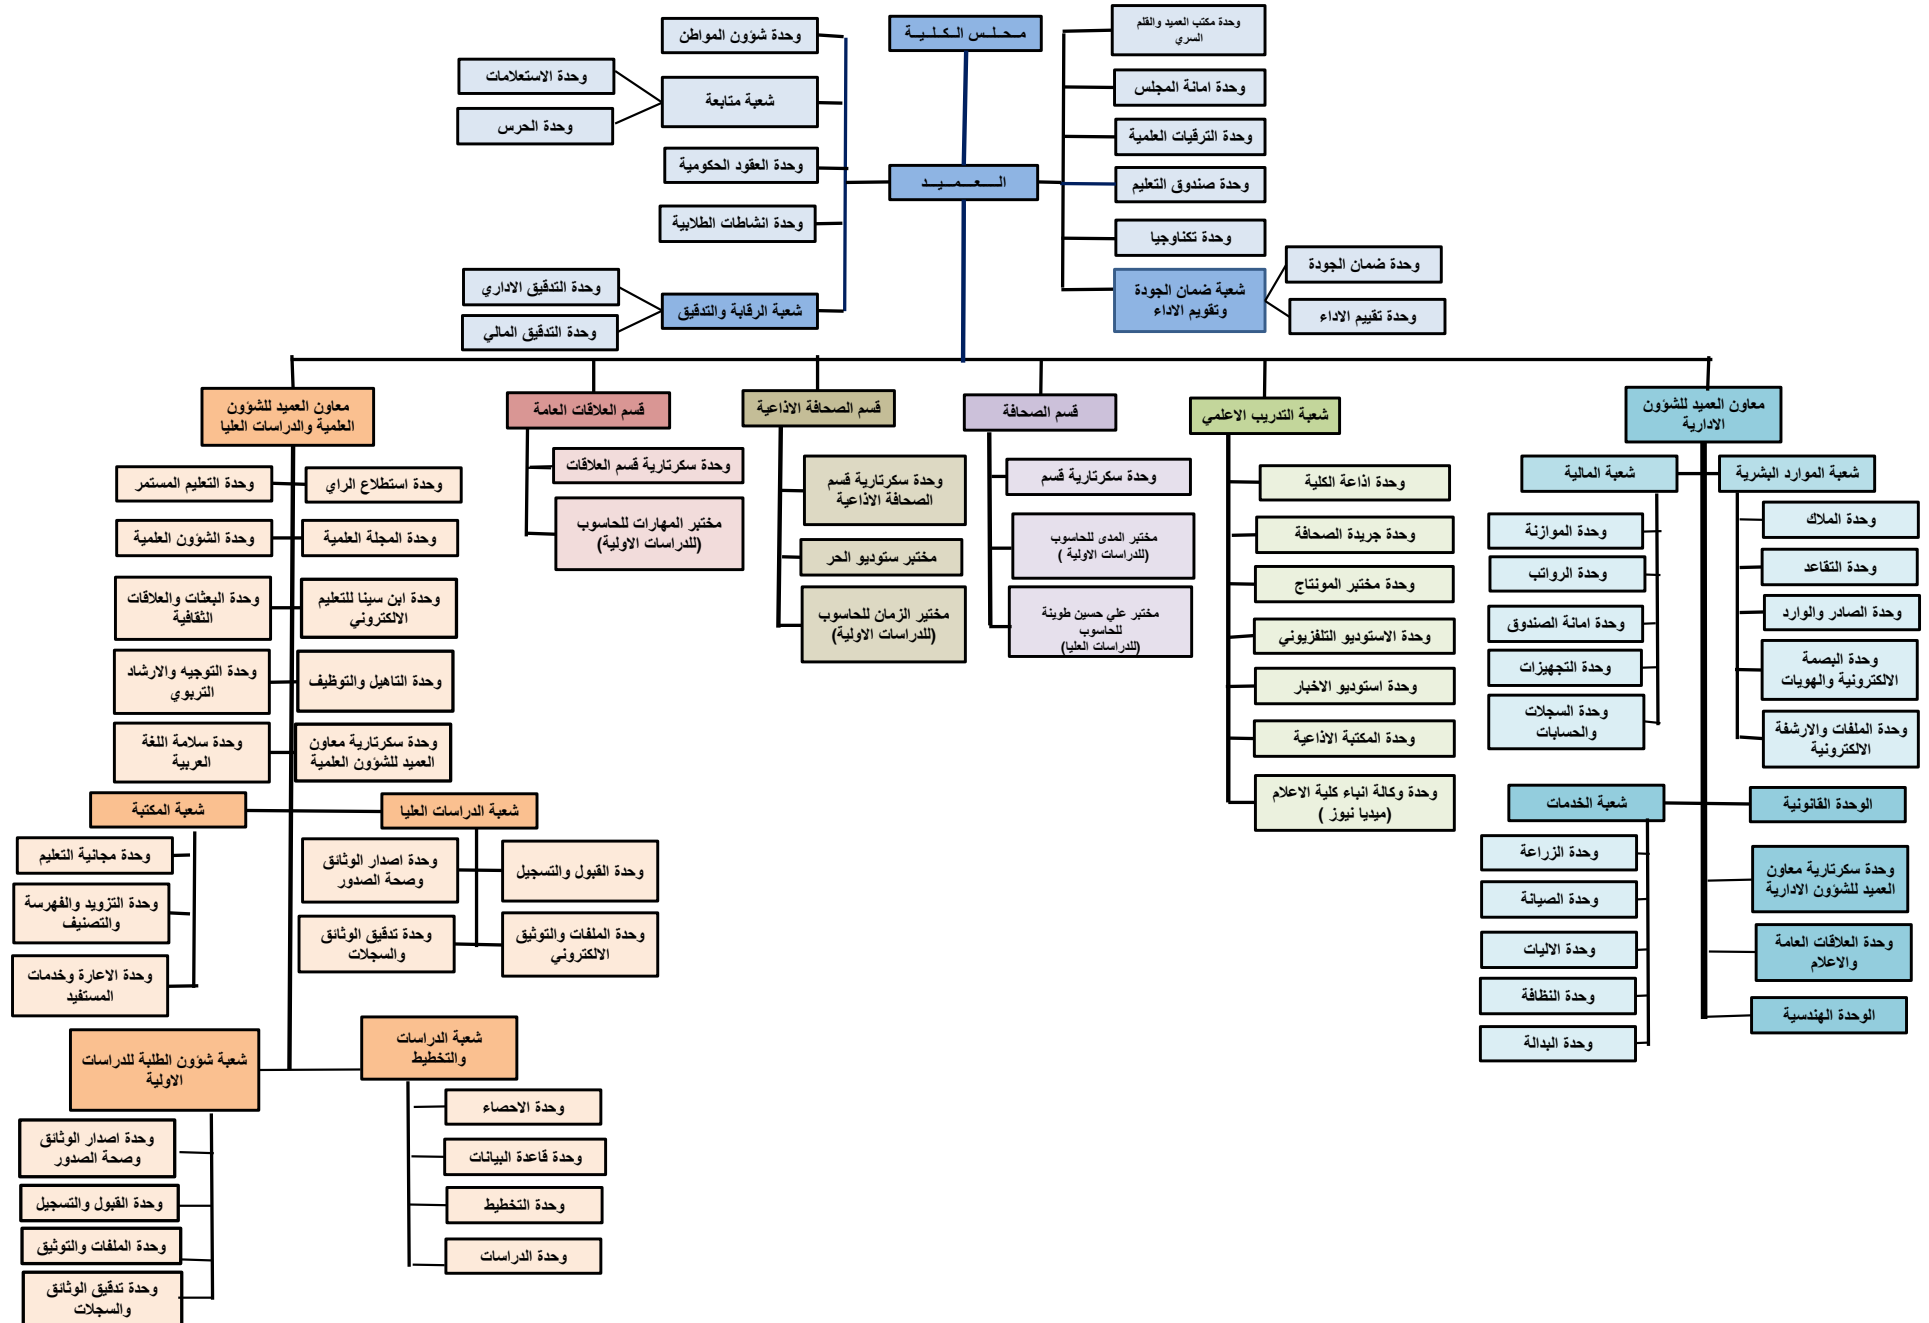 مـجـلـس الـكـلـيـة
وحدة مكتب العميد والقلم
السري
وحدة امانة المجلس
وحدة الترقيات العلمية
وحدة صندوق التعليم
وحدة تكناوجيا
شعبة ضمان الجودة
وتقويم الاداء
وحدة ضمان الجودة
وحدة تقييم الاداء
الـــعـــمـــيـــد
وحدة شؤون المواطن
شعبة متابعة
وحدة الاستعلامات
وحدة الحرس
وحدة العقود الحكومية
وحدة انشاطات الطلابية
شعبة الرقابة والتدقيق
وحدة التدقيق الاداري
وحدة التدقيق المالي
معاون العميد للشؤون
الادارية
شعبة الموارد البشرية
وحدة الملاك
وحدة التقاعد
وحدة الصادر والوارد
وحدة البصمة
الالكترونية والهويات
وحدة الملفات والارشفة
الالكترونية
شعبة المالية
وحدة الموازنة
وحدة الرواتب
وحدة امانة الصندوق
وحدة التجهيزات
وحدة السجلات
والحسابات
الوحدة القانونية
وحدة سكرتارية معاون
العميد للشؤون الادارية
وحدة العلاقات العامة
والاعلام
الوحدة الهندسية
شعبة الخدمات
وحدة الزراعة
وحدة الصيانة
وحدة الاليات
وحدة النظافة
وحدة البدالة
شعبة التدريب الاعلمي
وحدة اذاعة الكلية
وحدة جريدة الصحافة
وحدة مختبر المونتاج
وحدة الاستوديو التلفزيوني
وحدة استوديو الاخبار
وحدة المكتبة الاذاعية
وحدة وكالة انباء كلية الاعلام
(ميديا نيوز )
قسم الصحافة
وحدة سكرتارية قسم
مختبر المدى للحاسوب
(للدراسات الاولية )
مختبر علي حسين طوينة
للحاسوب
(للدراسات العليا)
قسم الصحافة الاذاعية
وحدة سكرتارية قسم
الصحافة الاذاعية
مختبر ستوديو الحر
مختبر الزمان للحاسوب
(للدراسات الاولية)
قسم العلاقات العامة
وحدة سكرتارية قسم العلاقات
مختبر المهارات للحاسوب
(للدراسات الاولية)
معاون العميد للشؤون
العلمية والدراسات العليا
وحدة استطلاع الراي
وحدة التعليم المستمر
وحدة المجلة العلمية
وحدة الشؤون العلمية
وحدة ابن سينا للتعليم
الالكتروني
وحدة البعثات والعلاقات
الثقافية
وحدة التاهيل والتوظيف
وحدة التوجيه والارشاد
التربوي
وحدة سكرتارية معاون
العميد للشؤون العلمية
وحدة سلامة اللغة
العربية
شعبة الدراسات العليا
وحدة القبول والتسجيل
وحدة اصدار الوثائق
وصحة الصدور
وحدة الملفات والتوثيق
الالكتروني
وحدة تدقيق الوثائق
والسجلات
شعبة المكتبة
وحدة مجانية التعليم
وحدة التزويد والفهرسة
والتصنيف
وحدة الاعارة وخدمات
المستفيد
شعبة الدراسات
والتخطيط
وحدة الاحصاء
وحدة قاعدة البيانات
وحدة التخطيط
وحدة الدراسات
شعبة شؤون الطلبة للدراسات
الاولية
وحدة اصدار الوثائق
وصحة الصدور
وحدة القبول والتسجيل
وحدة الملفات والتوثيق
وحدة تدقيق الوثائق
والسجلات